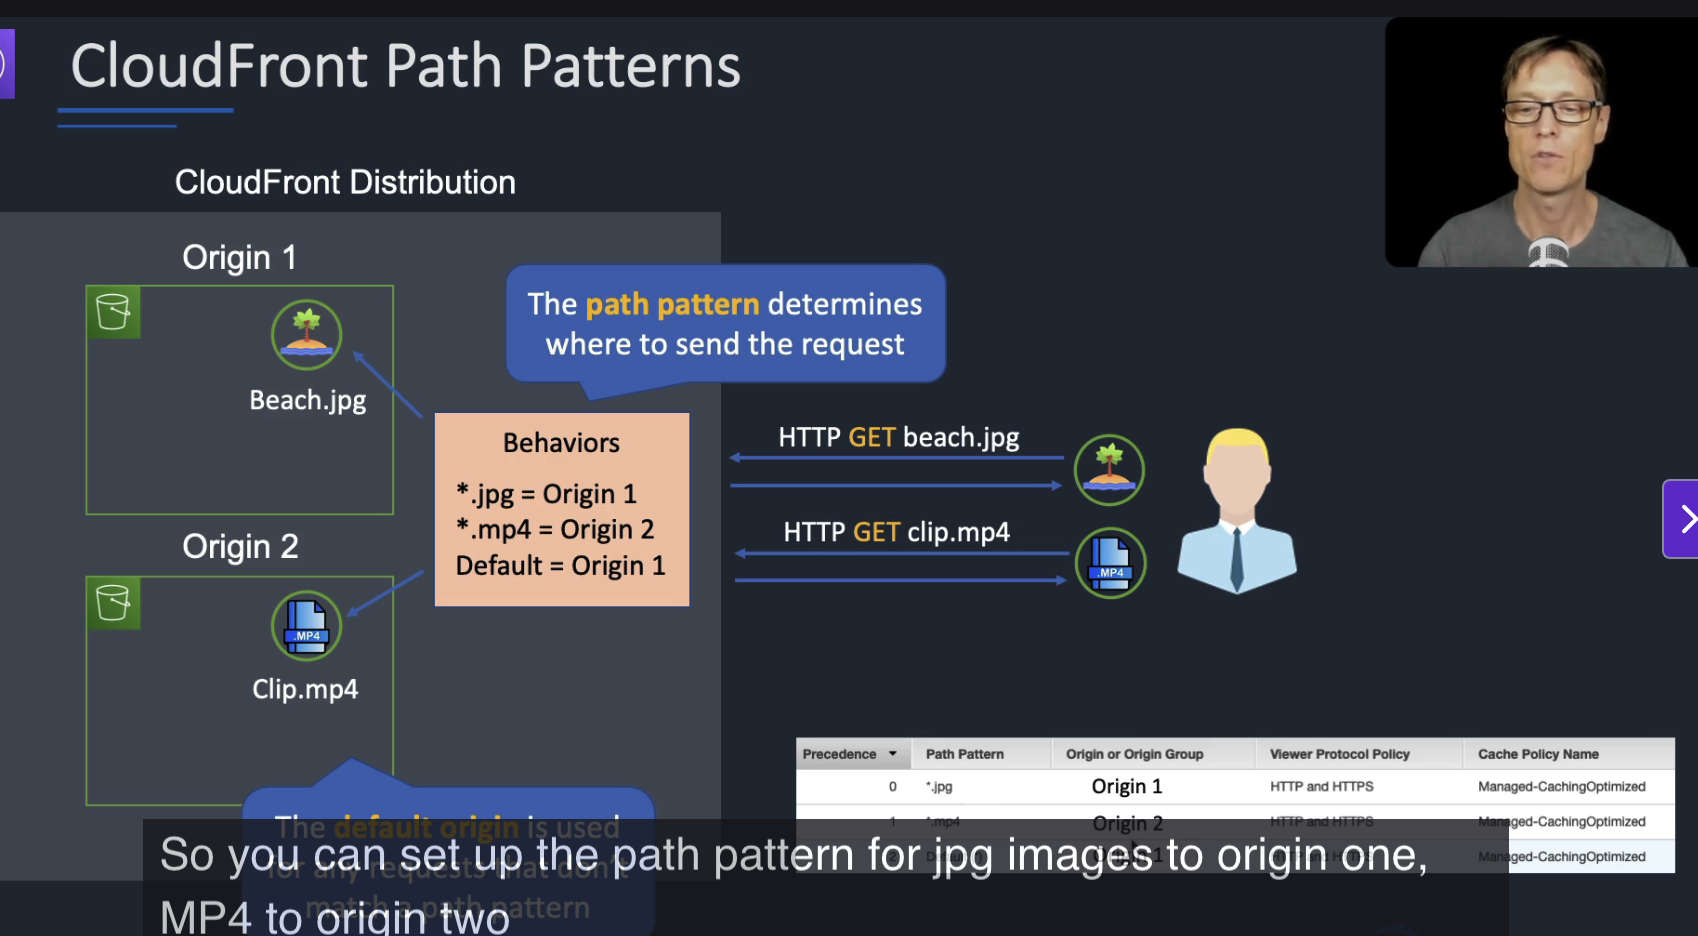 CloudFront Path Patterns
CloudFront Distribution
Origin 1
Beach.jpg
Origin 2
.MP4
Clip.mp4
The path pattern determines
where to send the request
Behaviors
*.jpg = Origin 1
*.mp4 = Origin 2
Default = Origin 1
HTTP GET beach.jpg
HTTP GET clip.mp4
.MP4
The default origin is used
for any requests that don't
match a path pattern
Precedence Path Pattern Origin or Origin Group Viewer Protocol Policy Cache Policy Name
0 *.jpg Origin 1 HTTP and HTTPS Managed-CachingOptimized
1 *.mp4 Origin 2 HTTP and HTTPS Managed-CachingOptimized
Origin 1 Managed-CachingOptimized
So you can set up the path pattern for jpg images to origin one,
MP4 to origin two